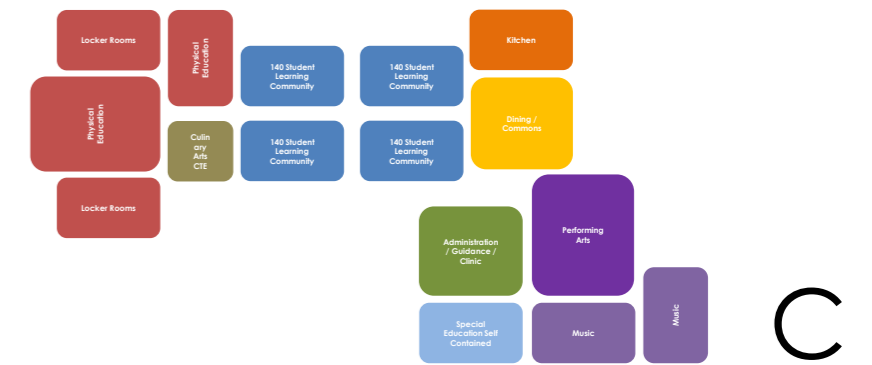 Locker Rooms
Physical
Education
Kitchen
140 Student
Learning
Community
140 Student
Learning
Community
Physical
Education
Dining /
Commons
Culin
ary
Arts
CTE
140 Student
Learning
Community
140 Student
Learning
Community
Locker Rooms
Administration
/ Guidance /
Clinic
Performing
Arts
Special
Education Self
Contained
Music
Music
C